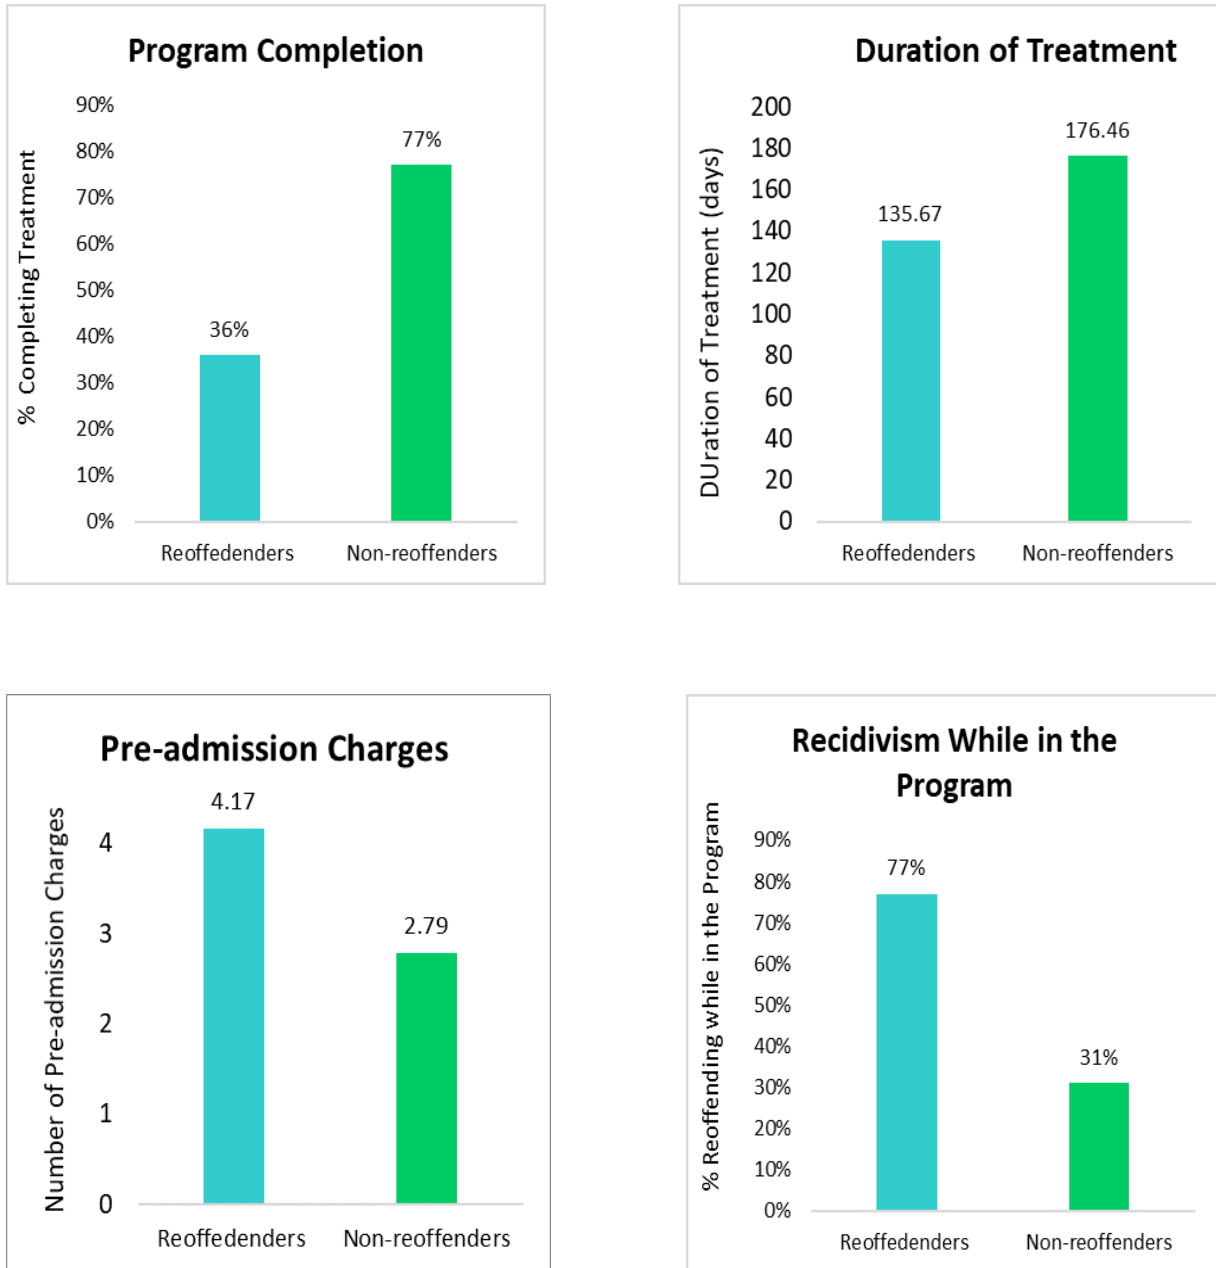 Program Completion
% Completing Treatment
90%
80%
70%
60%
50%
40%
30%
20%
10%
0%
36%
77%
Reoffedenders
Non-reoffenders
Duration of Treatment
DUration of Treatment (days)
200
180
160
140
120
100
80
60
40
20
0
135.67
176.46
Reoffedenders
Non-reoffenders
Pre-admission Charges
Number of Pre-admission Charges
4
3
2
1
0
4.17
2.79
Reoffedenders
Non-reoffenders
Recidivism While in the
Program
% Reoffending while in the Program
90%
80%
70%
60%
50%
40%
30%
20%
10%
0%
77%
31%
Reoffedenders
Non-reoffenders